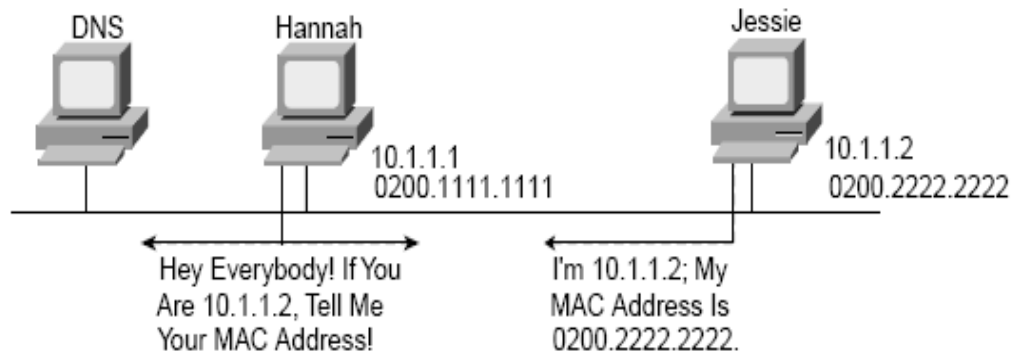 DNS
Hannah
Jessie
10.1.1.1
0200.1111.1111
10.1.1.2
0200.2222.2222
Hey Everybody! If You
Are 10.1.1.2, Tell Me
Your MAC Address!
I'm 10.1.1.2; My
MAC Address Is
0200.2222.2222.